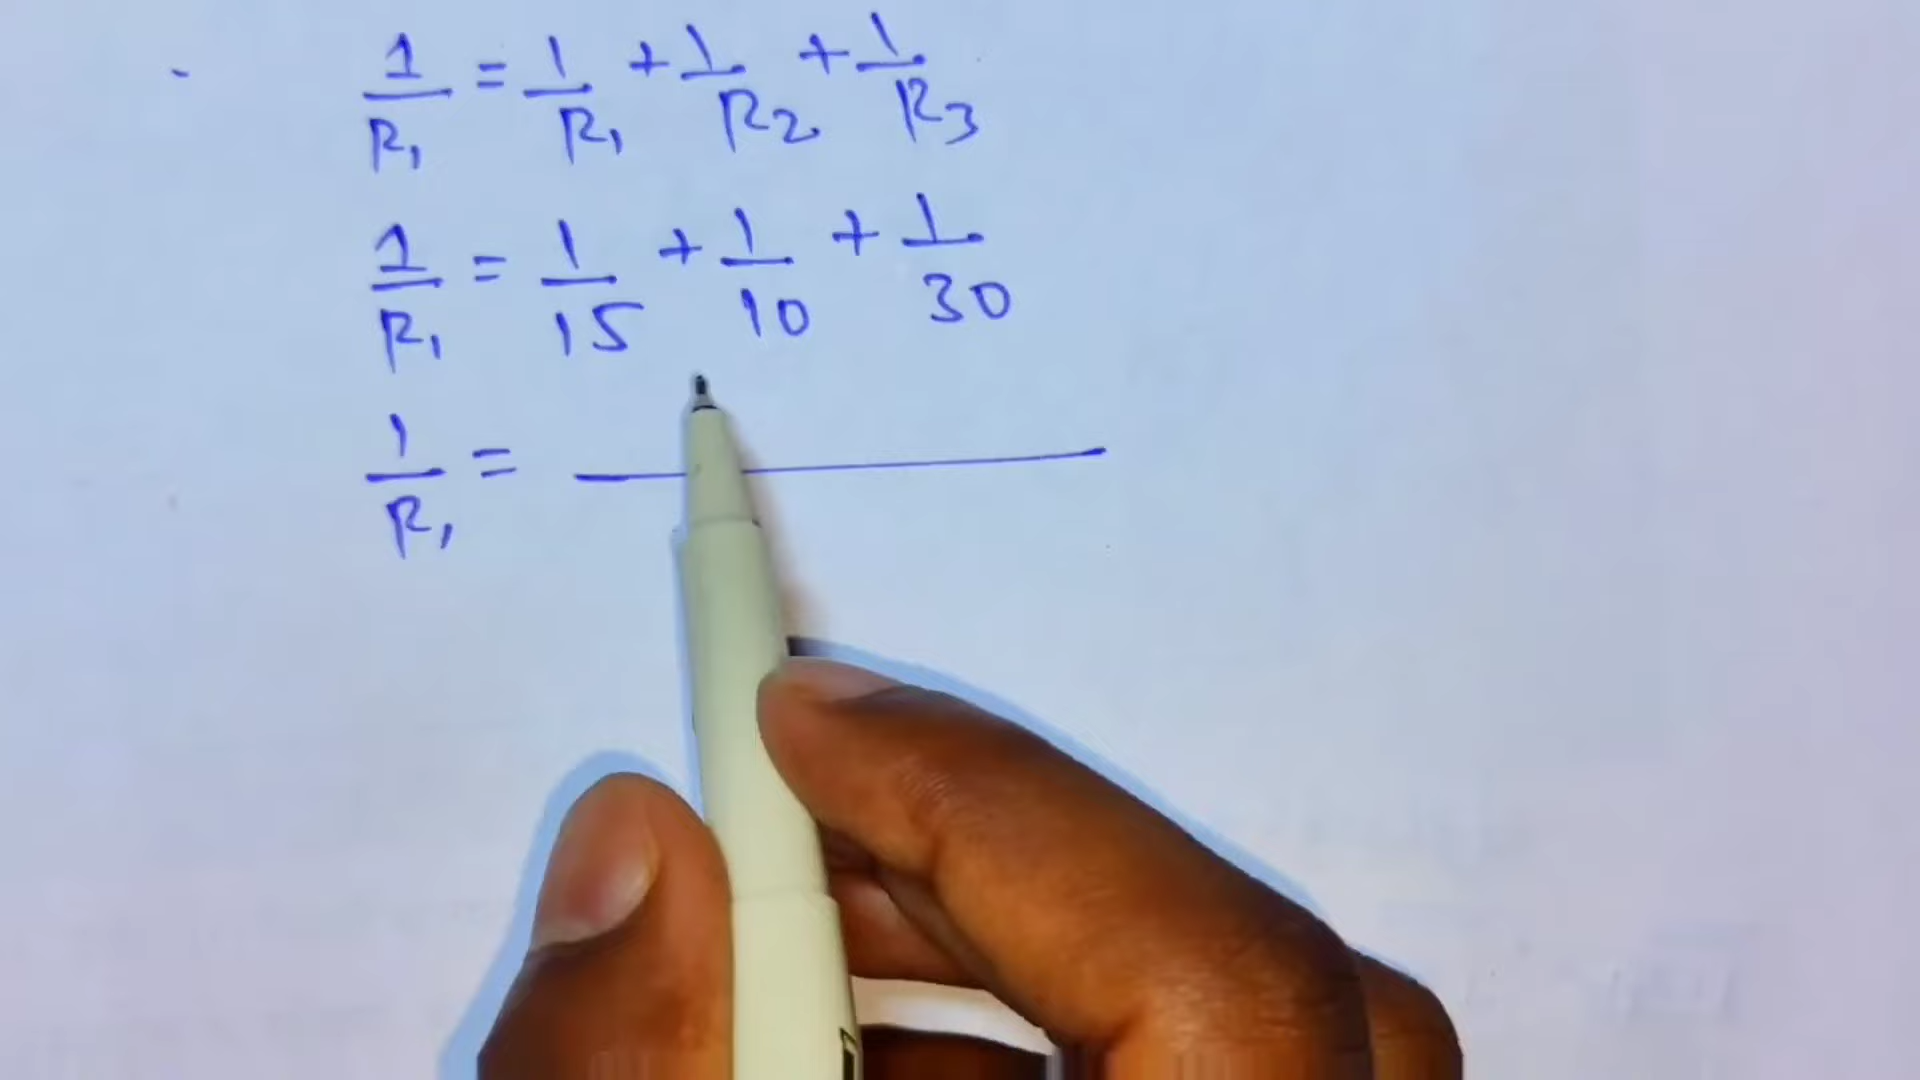 1/R₁ = 1/R₁ + 1/R₂ + 1/R₃
1/R₁ = 1/15 + 1/10 + 1/30
1/R₁ =